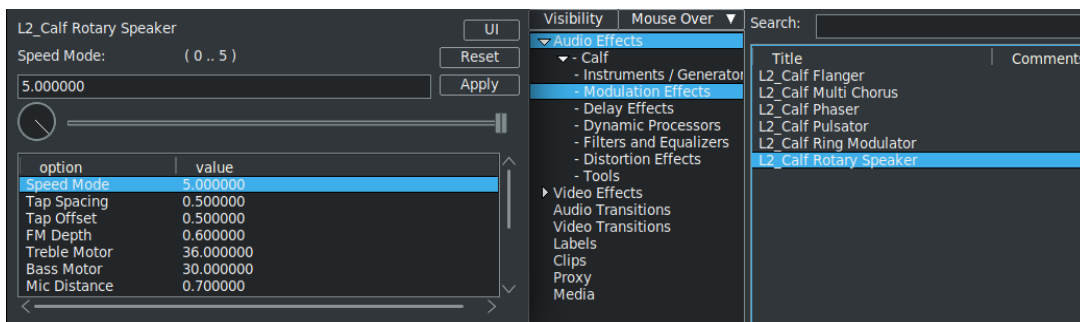 L2_Calf Rotary Speaker
UI
Speed Mode: ( 0 .. 5 )
Reset
5.000000
Apply
option value
Speed Mode 5.000000
Tap Spacing 0.500000
Tap Offset 0.500000
FM Depth 0.600000
Treble Motor 36.000000
Bass Motor 30.000000
Mic Distance 0.700000
Visibility Mouse Over
Audio Effects
- Calf
- Instruments / Generator
- Modulation Effects
- Delay Effects
- Dynamic Processors
- Filters and Equalizers
- Distortion Effects
- Tools
Video Effects
Audio Transitions
Video Transitions
Labels
Clips
Proxy
Media
Search:
Title Comments
L2_Calf Flanger
L2_Calf Multi Chorus
L2_Calf Phaser
L2_Calf Pulsator
L2_Calf Ring Modulator
L2_Calf Rotary Speaker